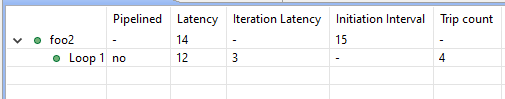 Pipelined Latency Iteration Latency Initiation Interval Trip count
foo2 - 14 - 15 -
Loop 1 no 12 3 - 4